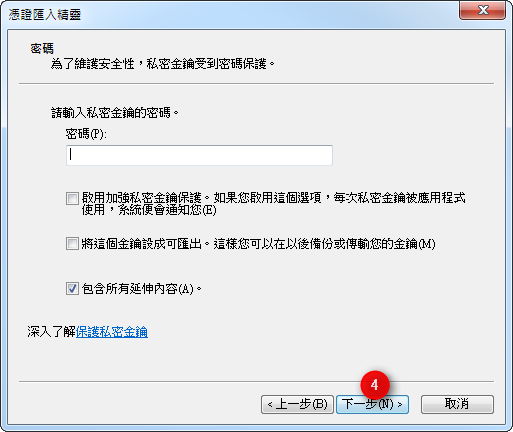 憑證匯入精靈
密碼
為了維護安全性，私密金鑰受到密碼保護。
請輸入私密金鑰的密碼。
密碼(P):
啟用加強私密金鑰保護。如果您啟用這個選項，每次私密金鑰被應用程式
使用，系統便會通知您(E)
將這個金鑰設成可匯出。這樣您可以在以後備份或傳輸您的金鑰(M)
包含所有延伸內容(A)。
深入了解保護私密金鑰
4
< 上一步(B) 下一步(N) > 取消